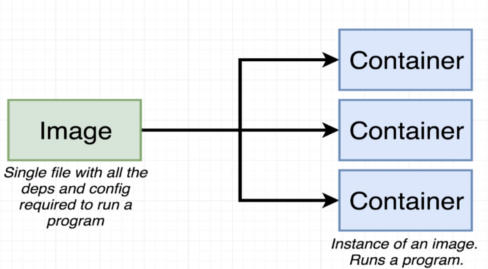 Container
Image
Container
Single file with all the
deps and config
required to run a
program
Container
Instance of an image.
Runs a program.